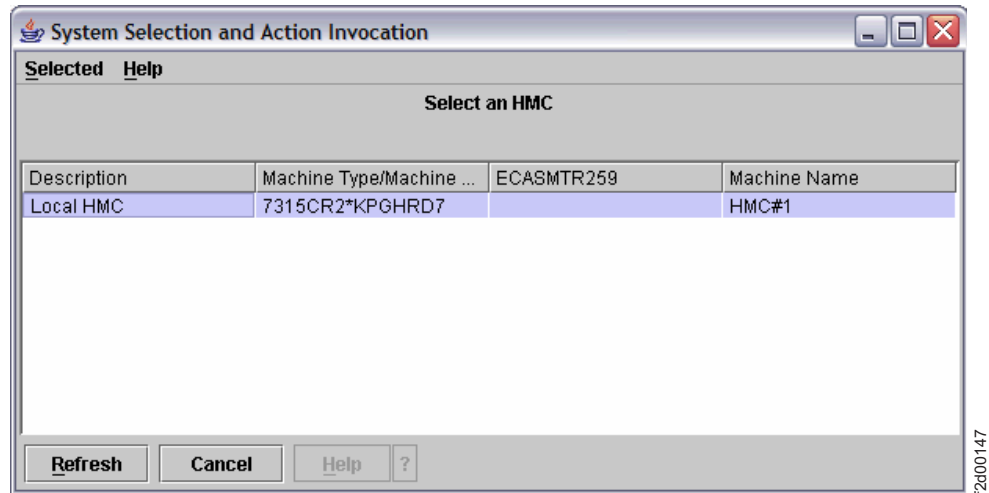 System Selection and Action Invocation
Selected Help
Select an HMC
Description Machine Type/Machine ... ECASMTR259 Machine Name
Local HMC 7315CR2*KPGHRD7 HMC#1
Refresh Cancel Help ?
f2d00147